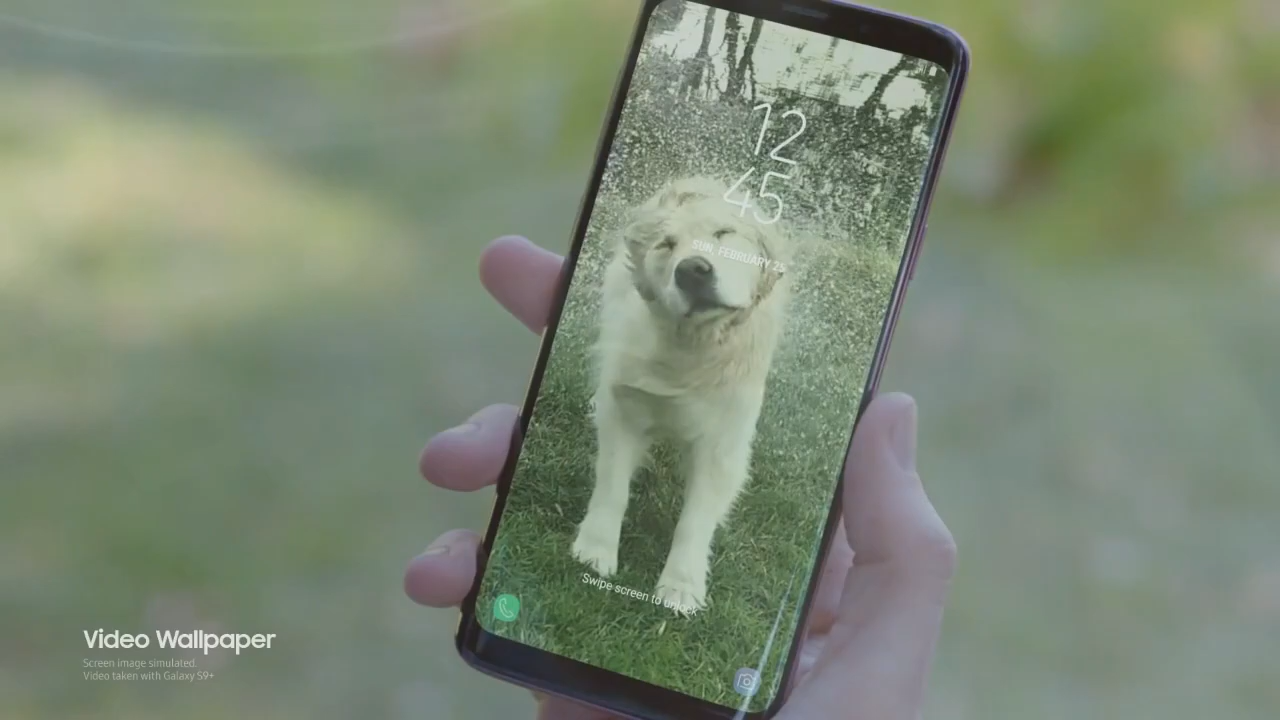 12
45
SUN, FEBRUARY 25
Swipe screen to unlock
Video Wallpaper
Screen image simulated.
Video taken with Galaxy S9+